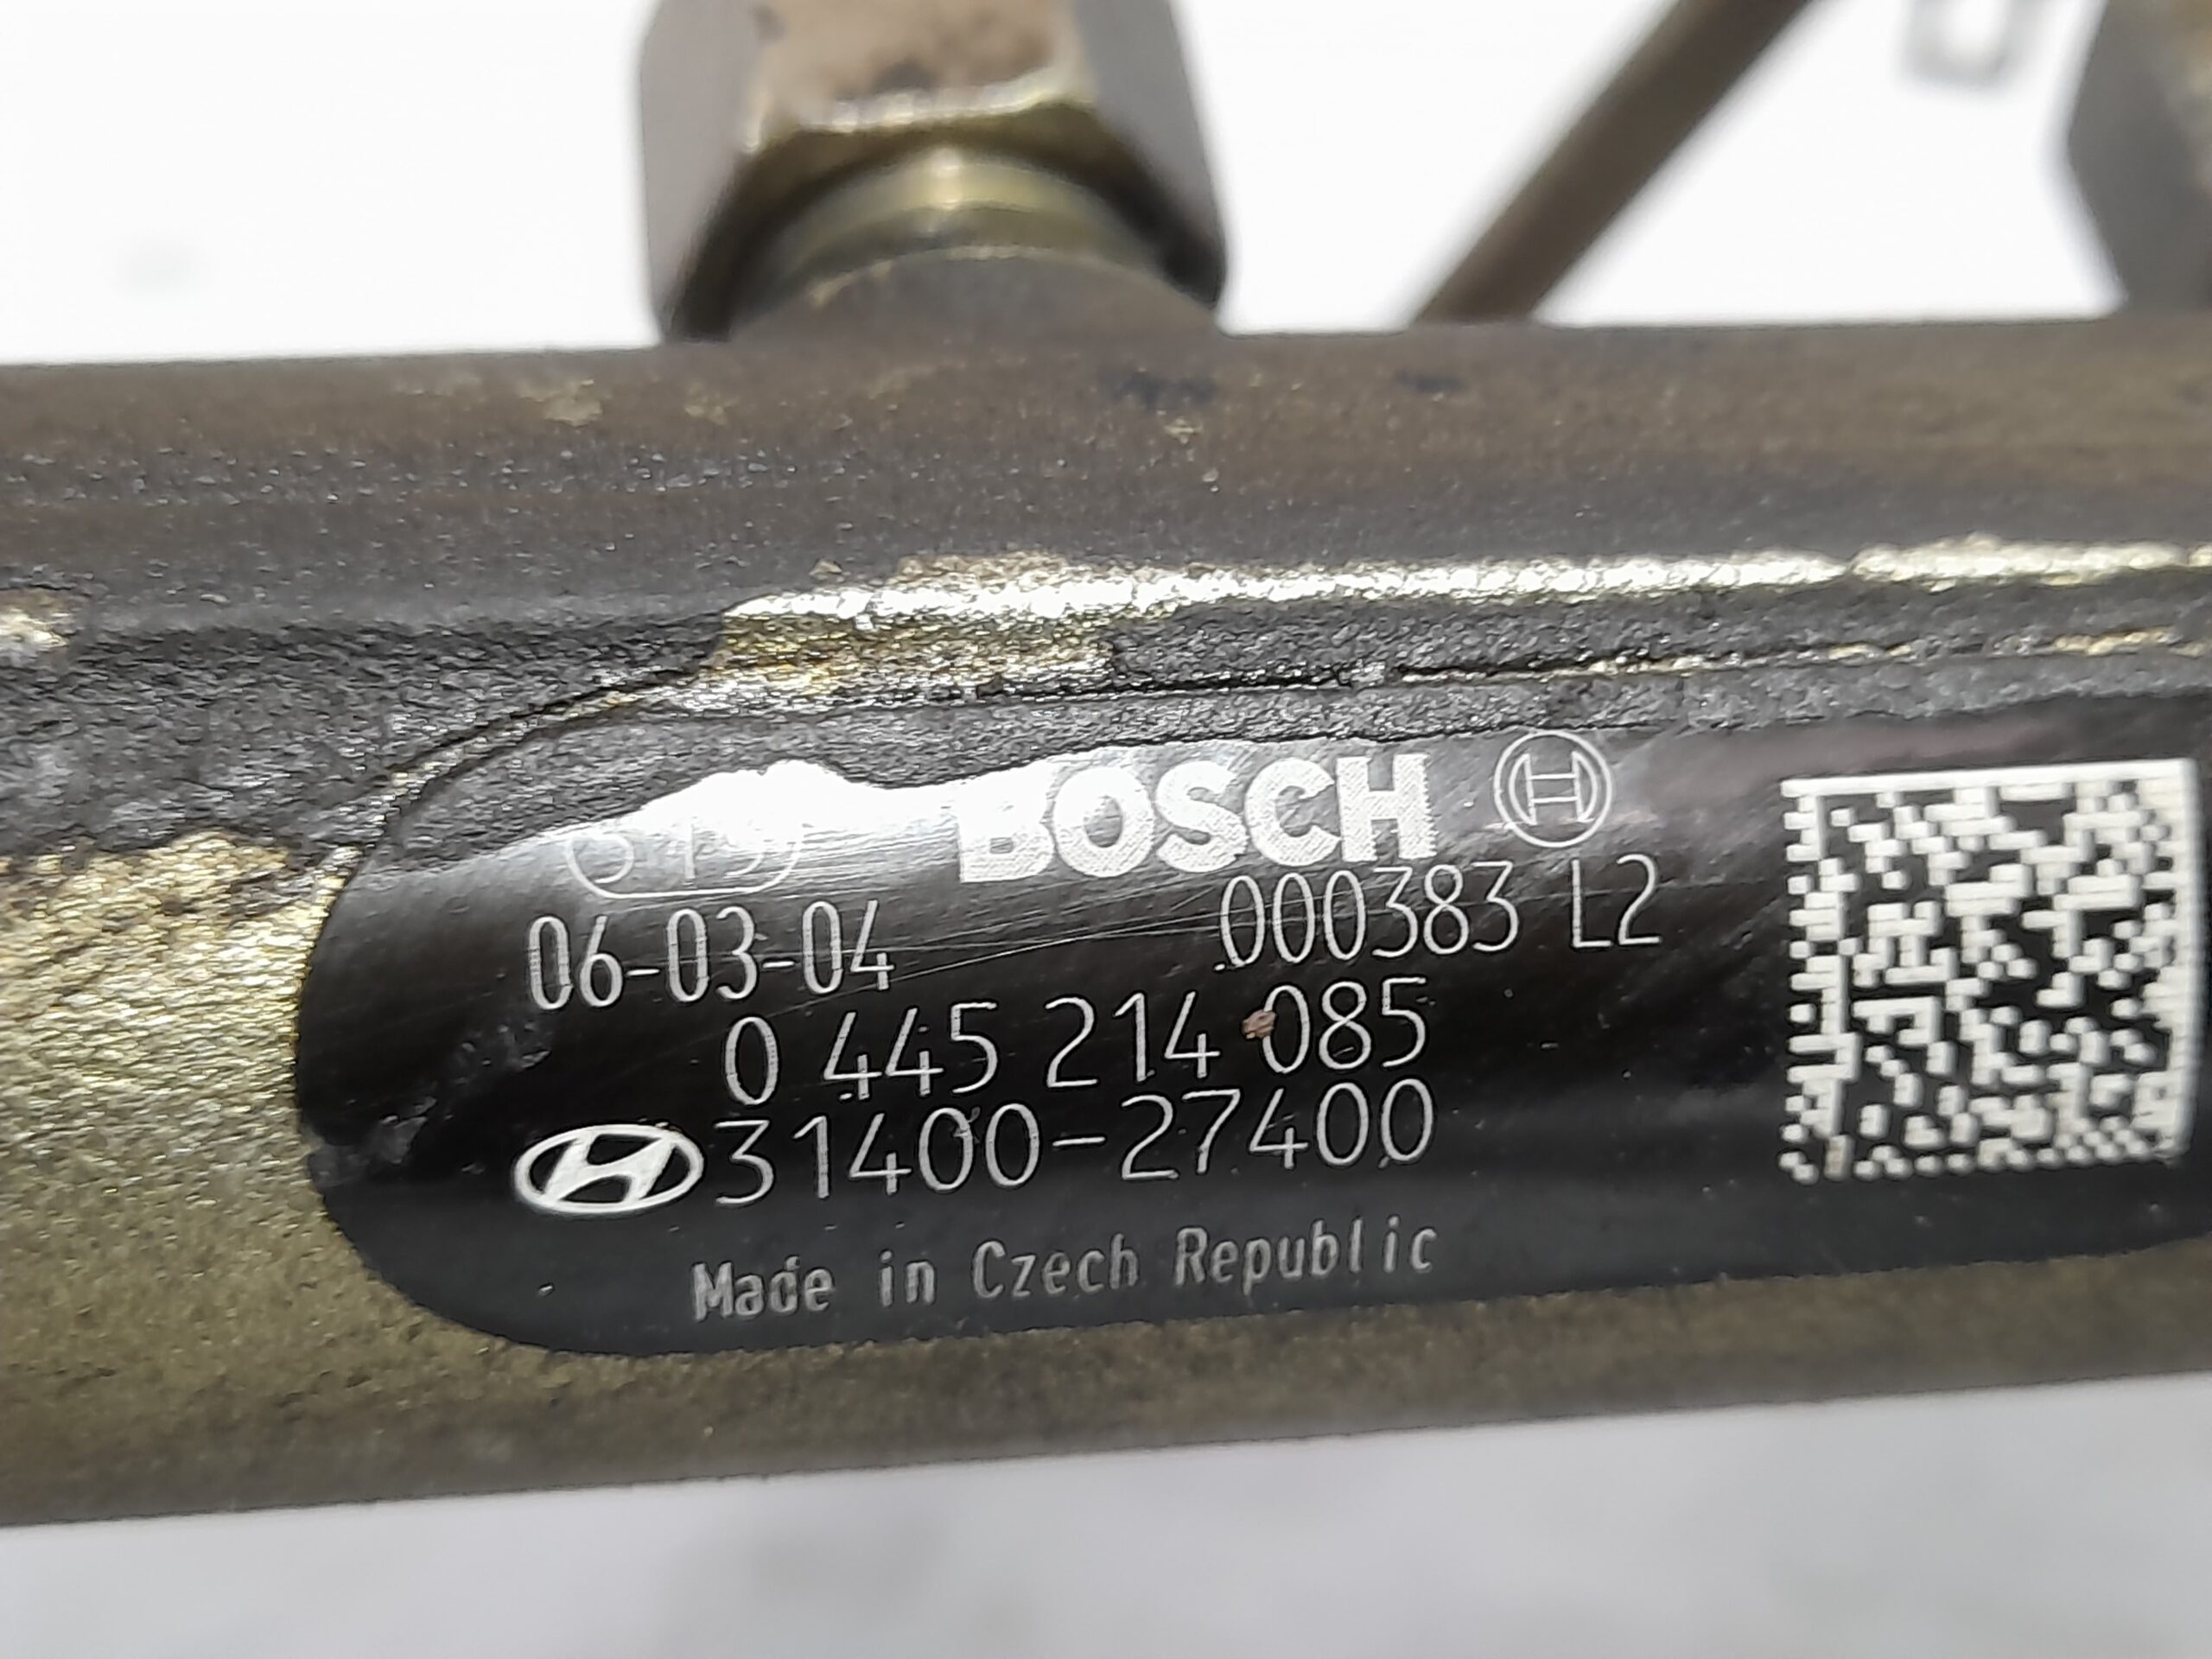 BOSCH
06-03-04 000383 L2
0 445 214 085
31400-27400
Made in Czech Republic